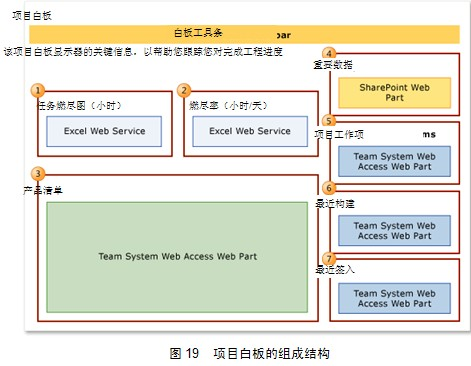 项目白板
白板工具条 bar
该项目白板显示器的关键信息，以帮助您跟踪您对完成工程进度
1
任务燃尽图（小时）
Excel Web Service
2
燃尽率（小时/天）
Excel Web Service
3
产品清单
Team System Web Access Web Part
4
重要数据
SharePoint Web
Part
5
项目工作项 ms
Team System Web
Access Web Part
6
最近构建
Team System Web
Access Web Part
7
最近签入
Team System Web
Access Web Part
图 19 项目白板的组成结构